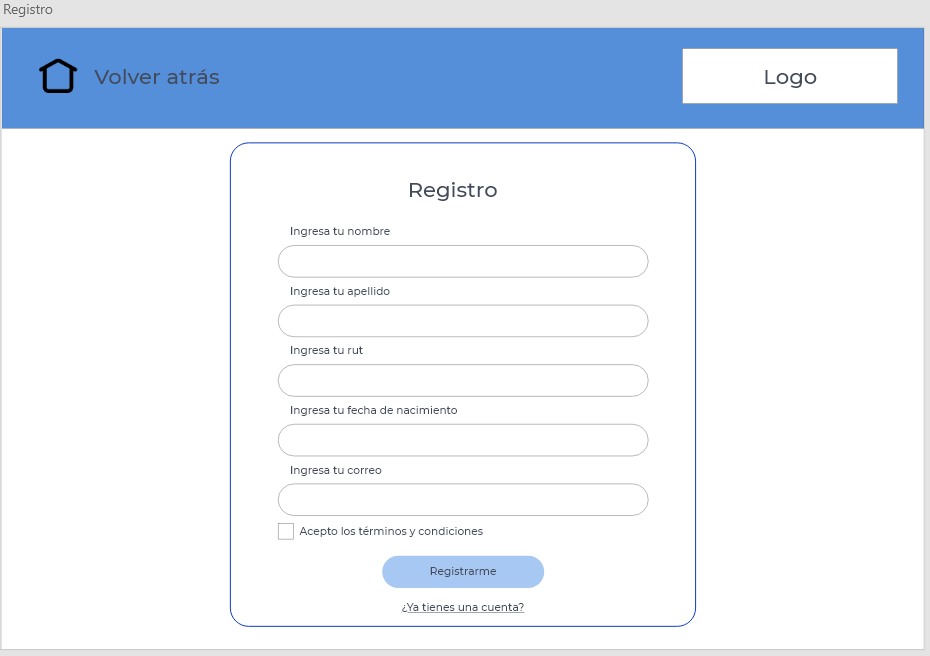 Registro
Volver atrás
Logo
Registro
Ingresa tu nombre
Ingresa tu apellido
Ingresa tu rut
Ingresa tu fecha de nacimiento
Ingresa tu correo
Acepto los términos y condiciones
Registrarme
¿Ya tienes una cuenta?